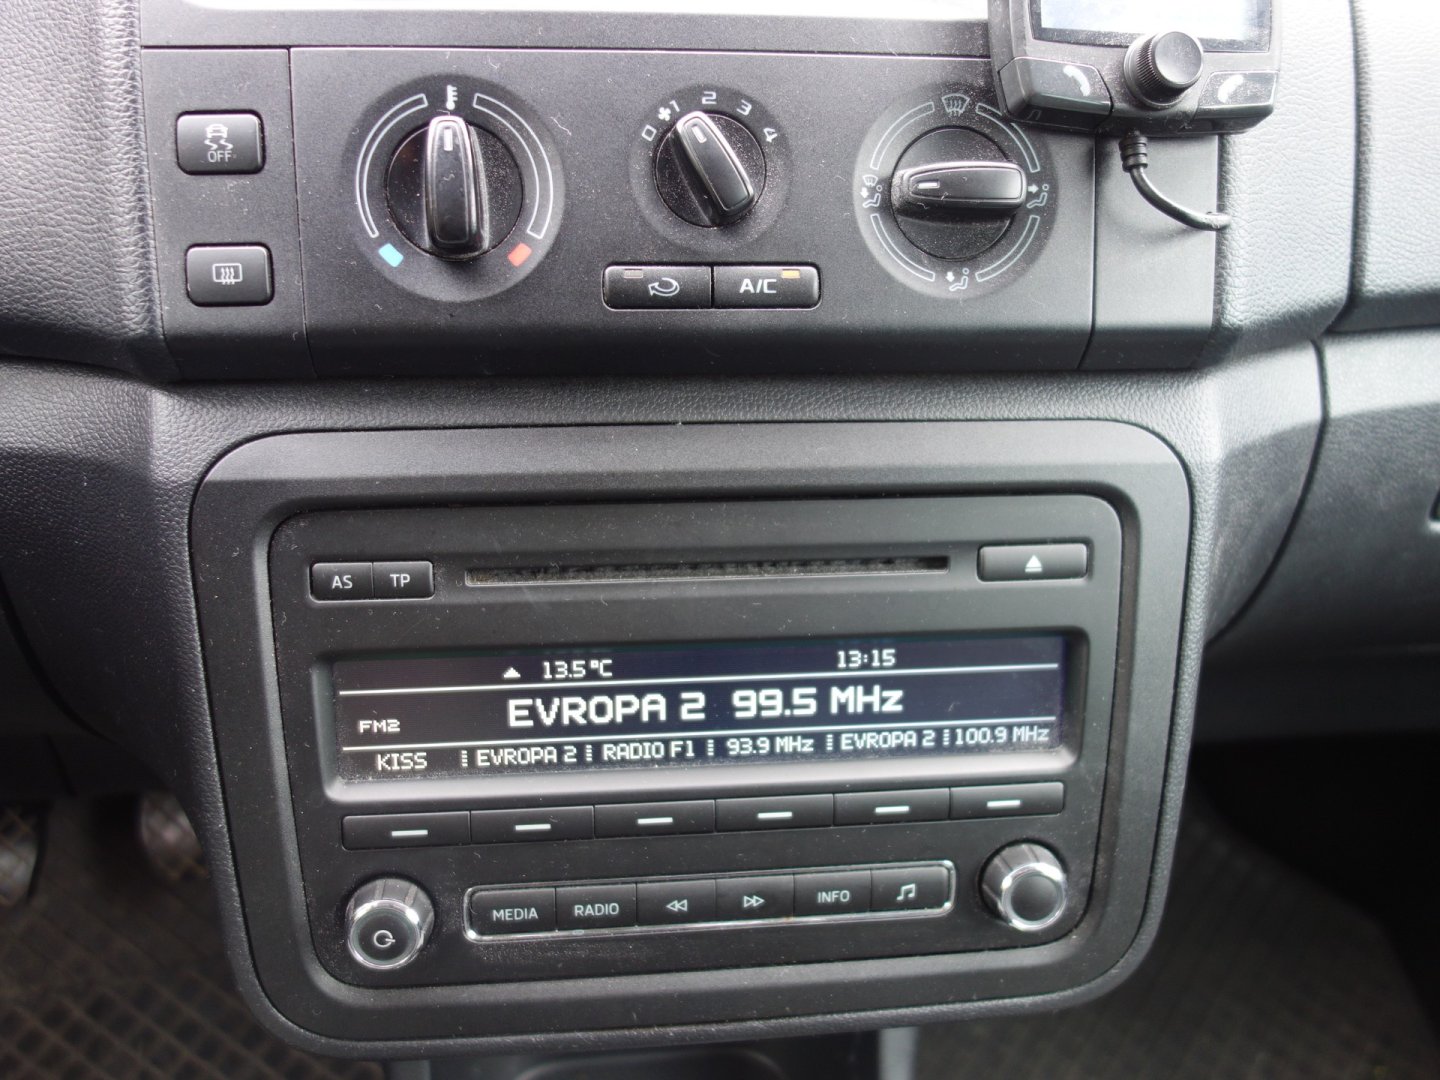 0 1 2 3 4
OFF
A/C
AS TP
13.5°C 13:15
FM2 EVROPA 2 99.5 MHz
KISS EVROPA 2 RADIO F1 93.9 MHz EVROPA 2 100.9 MHz
MEDIA RADIO INFO